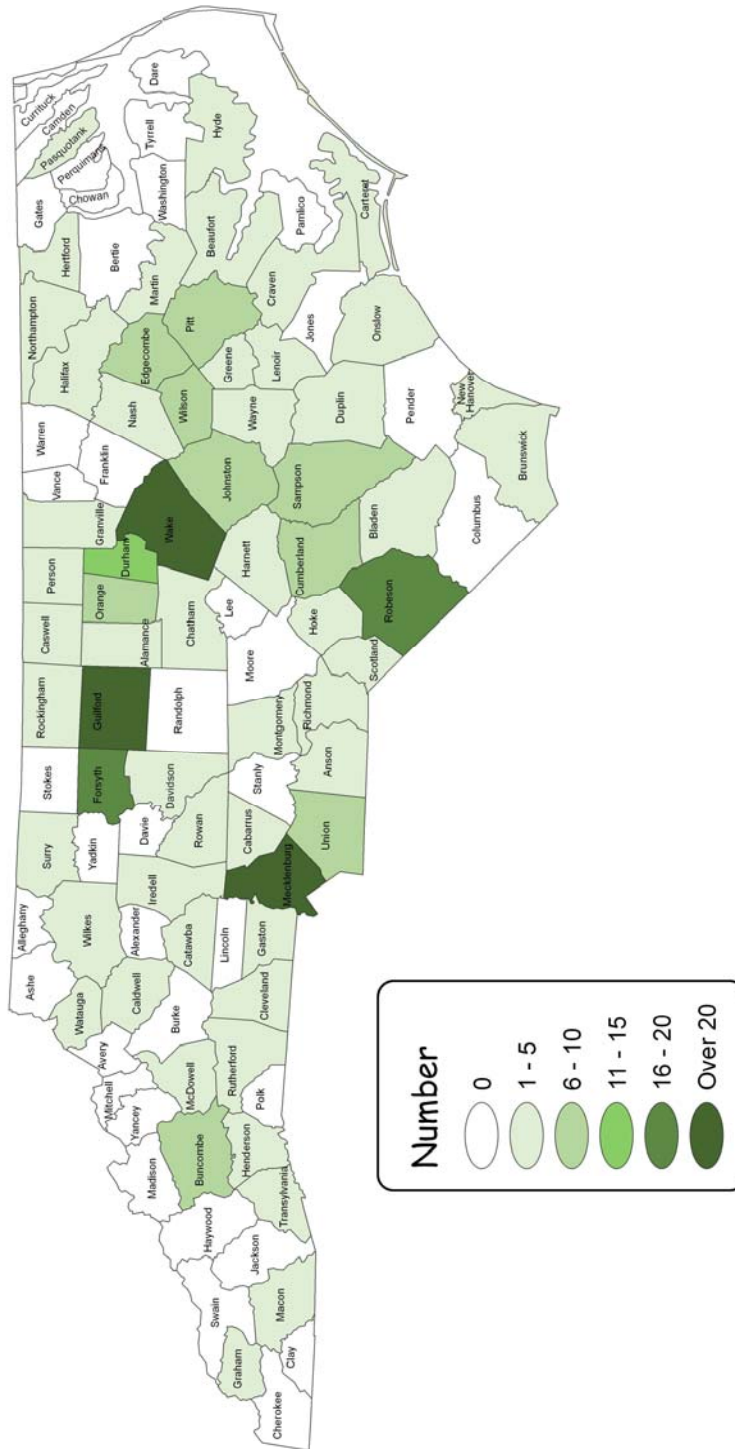 Currituck
Camden
Pasquotank
Perquimans
Chowan
Gates
Hertford
Bertie
Northampton
Halifax
Martin
Washington
Tyrrell
Dare
Hyde
Beaufort
Pamlico
Craven
Carteret
Jones
Onslow
Pitt
Edgecombe
Greene
Lenoir
Wilson
Nash
Wayne
Duplin
Pender
New
Hanover
Brunswick
Columbus
Bladen
Sampson
Johnston
Warren
Vance
Franklin
Granville
Wake
Durham
Person
Orange
Caswell
Alamance
Chatham
Harnett
Cumberland
Robeson
Hoke
Scotland
Lee
Moore
Rockingham
Guilford
Randolph
Montgomery
Richmond
Anson
Stokes
Forsyth
Davidson
Stanly
Union
Surry
Yadkin
Davie
Rowan
Cabarrus
Mecklenburg
Iredell
Alleghany
Wilkes
Alexander
Catawba
Lincoln
Gaston
Ashe
Watauga
Caldwell
Burke
Cleveland
Avery
Mitchell
Yancey
McDowell
Rutherford
Polk
Madison
Buncombe
Henderson
Transylvania
Haywood
Jackson
Swain
Macon
Graham
Clay
Cherokee
Number
0
1 - 5
6 - 10
11 - 15
16 - 20
Over 20